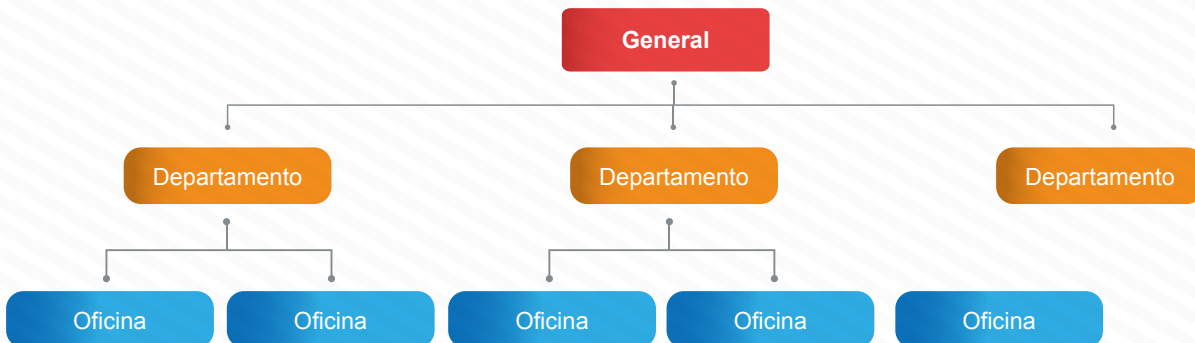 General
Departamento
Departamento
Departamento
Oficina
Oficina
Oficina
Oficina
Oficina